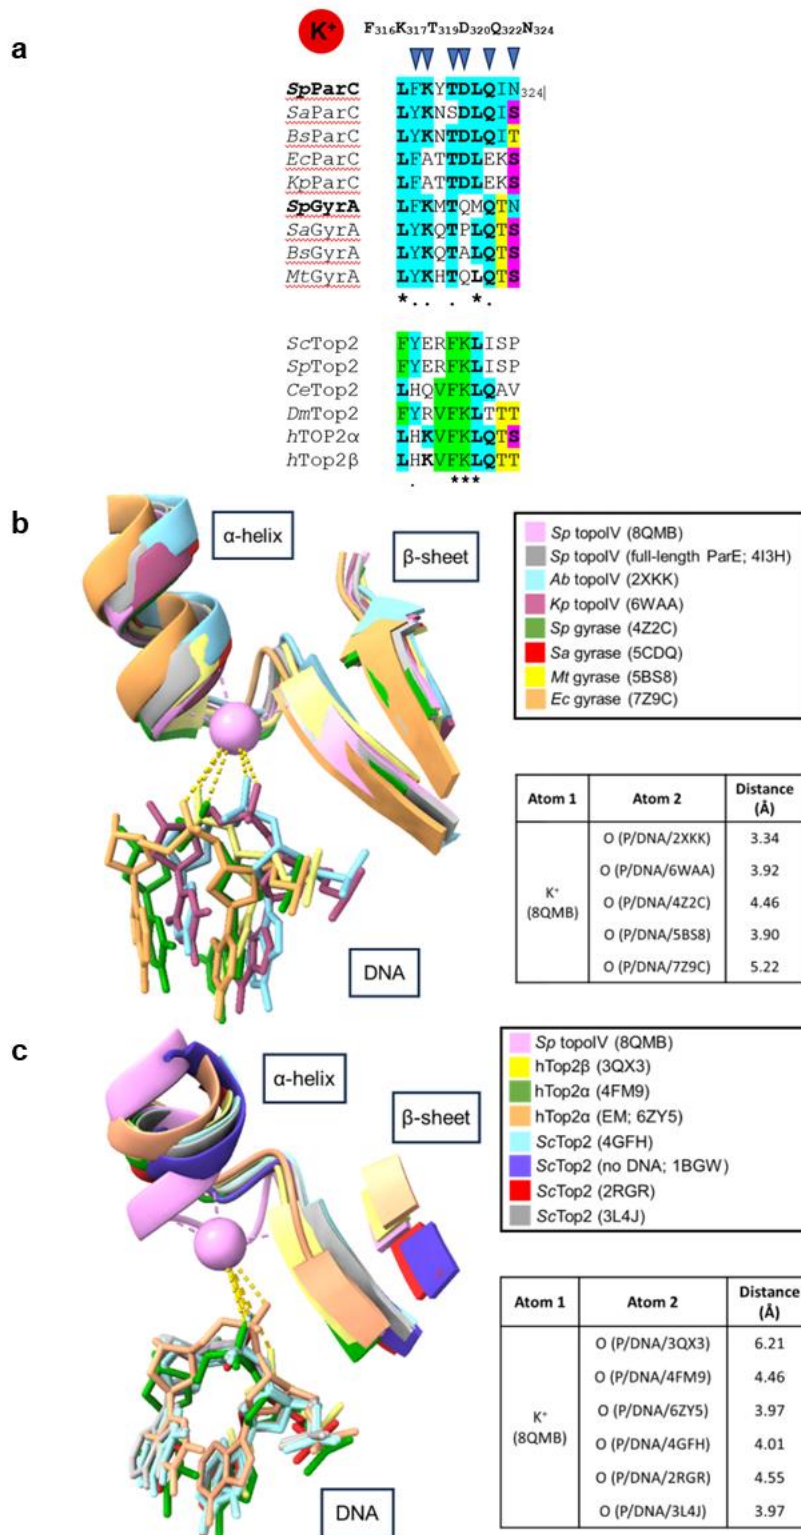 a
K⁺
F₃₁₆K₃₁₇T₃₁₉D₃₂₀Q₃₂₂N₃₂₄
SpParC LFKYTDLQIN₃₂₄|
SaParC LYKNSDLQIS
BsParC LYKNTDLQIT
EcParC LFATTDLEKS
KpParC LFATTDLEKS
SpGyrA LFKMTQMQTN
SaGyrA LYKQTPLQTS
BsGyrA LYKQTALQTS
MtGyrA LYKHTQLQTS
*.. . *.
ScTop2 FYERFKLISP
SpTop2 FYERFKLISP
CeTop2 LHQVFKLQAV
DmTop2 FYRVFKLTTT
hTOP2α LHKVFKLQTS
hTop2β LHKVFKLQTT
. ***
b
α-helix
β-sheet
DNA
Sp topoIV (8QMB)
Sp topoIV (full-length ParE; 4I3H)
Ab topoIV (2XKK)
Kp topoIV (6WAA)
Sp gyrase (4Z2C)
Sa gyrase (5CDQ)
Mt gyrase (5BS8)
Ec gyrase (7Z9C)
Atom 1 Atom 2 Distance (Å)
K⁺ (8QMB)
O (P/DNA/2XKK) 3.34
O (P/DNA/6WAA) 3.92
O (P/DNA/4Z2C) 4.46
O (P/DNA/5BS8) 3.90
O (P/DNA/7Z9C) 5.22
c
α-helix
β-sheet
DNA
Sp topoIV (8QMB)
hTop2β (3QX3)
hTop2α (4FM9)
hTop2α (EM; 6ZY5)
ScTop2 (4GFH)
ScTop2 (no DNA; 1BGW)
ScTop2 (2RGR)
ScTop2 (3L4J)
Atom 1 Atom 2 Distance (Å)
K⁺ (8QMB)
O (P/DNA/3QX3) 6.21
O (P/DNA/4FM9) 4.46
O (P/DNA/6ZY5) 3.97
O (P/DNA/4GFH) 4.01
O (P/DNA/2RGR) 4.55
O (P/DNA/3L4J) 3.97